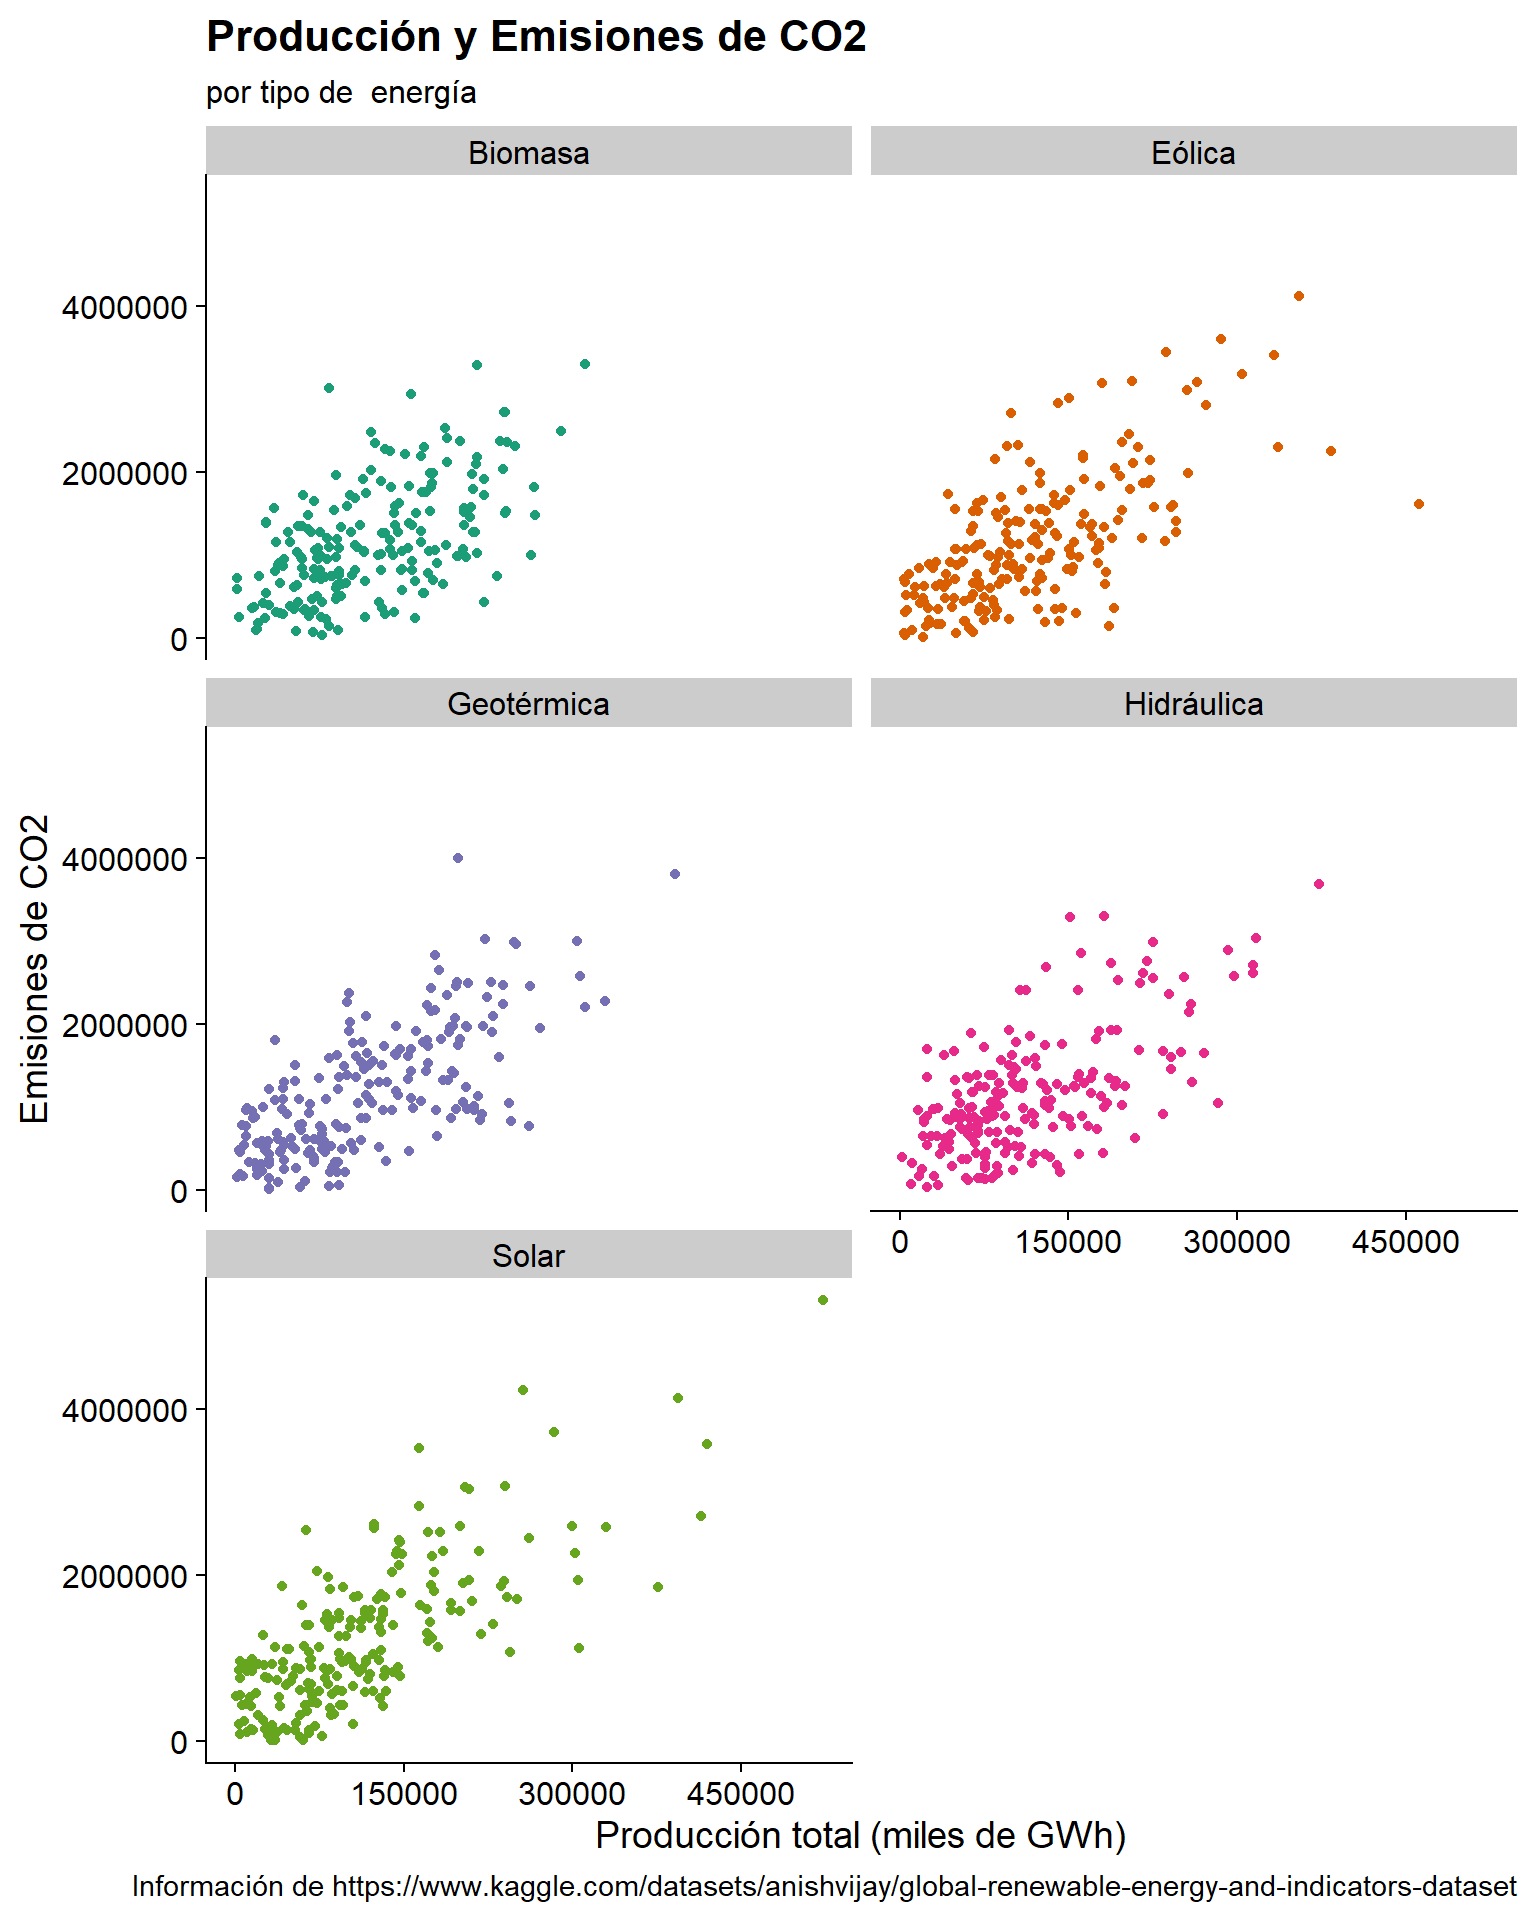 Producción y Emisiones de CO2
por tipo de  energía
Biomasa
Eólica
4000000
2000000
0
Geotérmica
Hidráulica
Emisiones de CO2
4000000
2000000
0
0
150000
300000
450000
Solar
4000000
2000000
0
0
150000
300000
450000
Producción total (miles de GWh)
Información de https://www.kaggle.com/datasets/anishvijay/global-renewable-energy-and-indicators-dataset